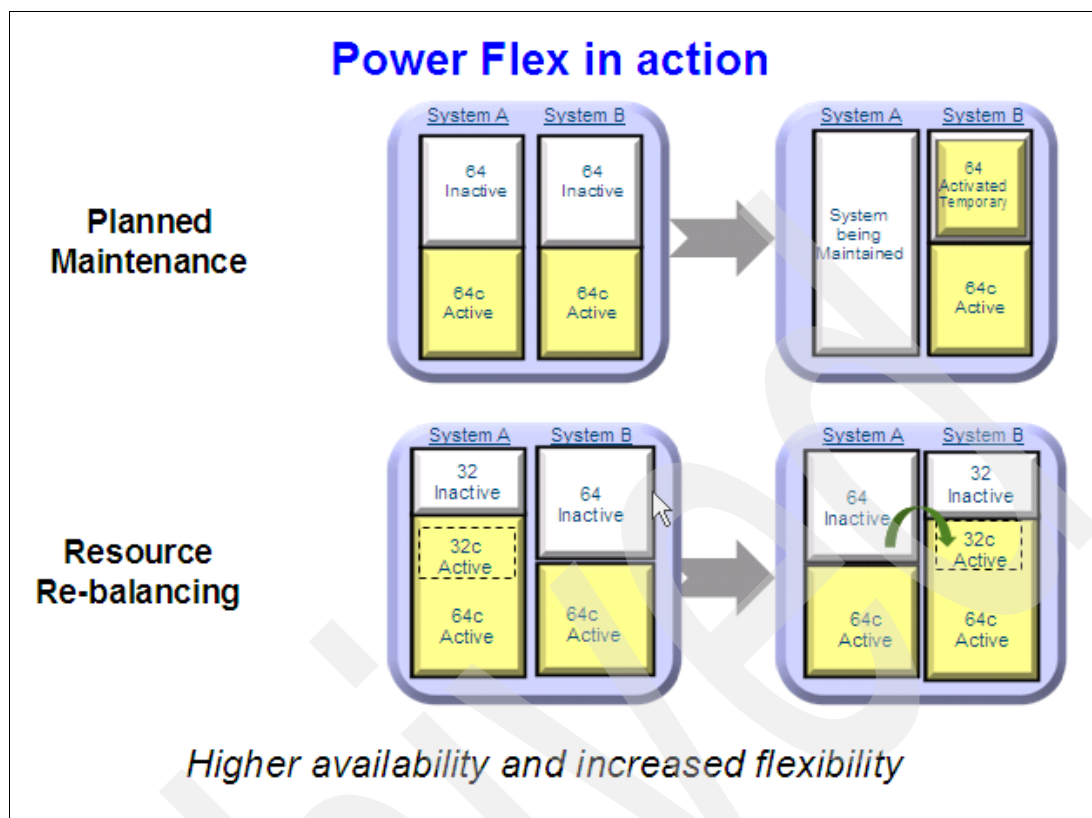 Power Flex in action
Planned
Maintenance
System A
System B
64
Inactive
64
Inactive
64c
Active
64c
Active
System A
System B
System
being
Maintained
64
Activated
Temporary
64c
Active
Resource
Re-balancing
System A
System B
32
Inactive
64
Inactive
32c
Active
64c
Active
64c
Active
System A
System B
64
Inactive
32
Inactive
32c
Active
64c
Active
64c
Active
Higher availability and increased flexibility